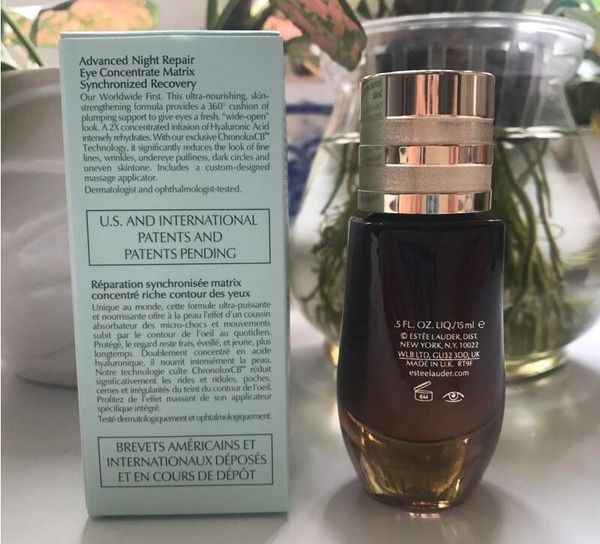 Advanced Night Repair
Eye Concentrate Matrix
Synchronized Recovery
Our Worldwide First. This ultra-nourishing, skin-
strengthening formula provides a 360° cushion of
plumping support to give eyes a fresh, "wide-open"
look. A 2X concentrated infusion of Hyaluronic Acid
intensely rehydrates. With our exclusive ChronoluxCB™
Technology, it significantly reduces the look of fine
lines, wrinkles, undereye puffiness, dark circles and
uneven skintone. Includes a custom-designed
massage applicator.
Dermatologist and ophthalmologist-tested.
U.S. AND INTERNATIONAL
PATENTS AND
PATENTS PENDING
Réparation synchronisée matrix
concentré riche contour des yeux
Unique au monde, cette formule ultra-puissante
et nourrissante offre à la peau l'effet d'un coussin
absorbateur des micro-chocs et mouvements
subit par le contour de l'oeil au quotidien.
Protégé, le regard reste frais, éveillé, et jeune, plus
longtemps. Doublement concentré en acide
hyaluronique, il nourrit intensément la peau.
Notre technologie culte ChronoluxCB™ réduit
significativement les rides et ridules, poches,
cernes et irrégularités du teint du contour de l'oeil.
Profitez de l'effet massant de son applicateur
spécifique intégré.
Testé dermatologiquement et ophtalmologiquement.
BREVETS AMÉRICAINS ET
INTERNATIONAUX DÉPOSÉS
ET EN COURS DE DÉPÔT
.5 FL. OZ. LIQ/15 ml e
© ESTĒE LAUDER, DIST.
NEW YORK, N.Y. 10022
WLB LTD, GU32 3DD, UK
MADE IN U.K. RT9F
esteelauder.com
6M